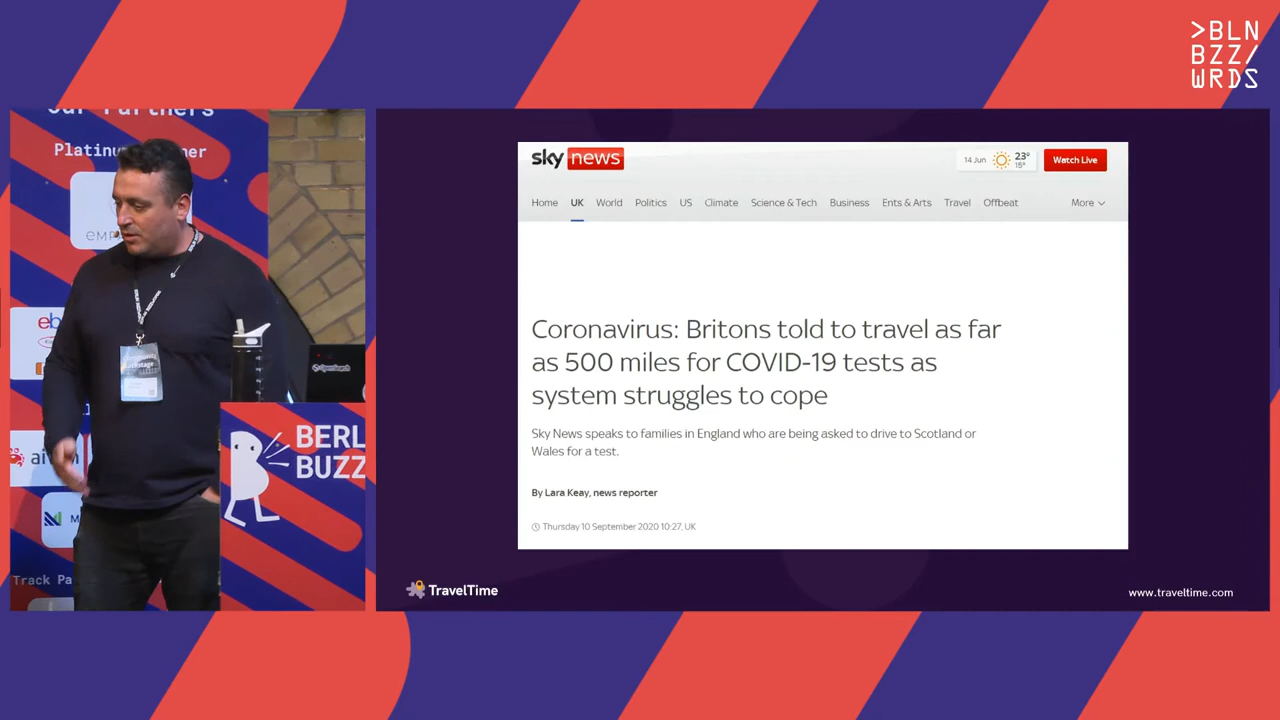 >BLN
BZZ/
WRDS
Our Partners
Platinum
sky news
14 Jun
23°
15°
Watch Live
Home UK World Politics US Climate Science & Tech Business Ents & Arts Travel Offbeat More
Coronavirus: Britons told to travel as far
as 500 miles for COVID-19 tests as
system struggles to cope
Sky News speaks to families in England who are being asked to drive to Scotland or
Wales for a test.
By Lara Keay, news reporter
Thursday 10 September 2020 10:27, UK
TravelTime
www.traveltime.com
OpenSearch
BERL
BUZZ
Track Pa